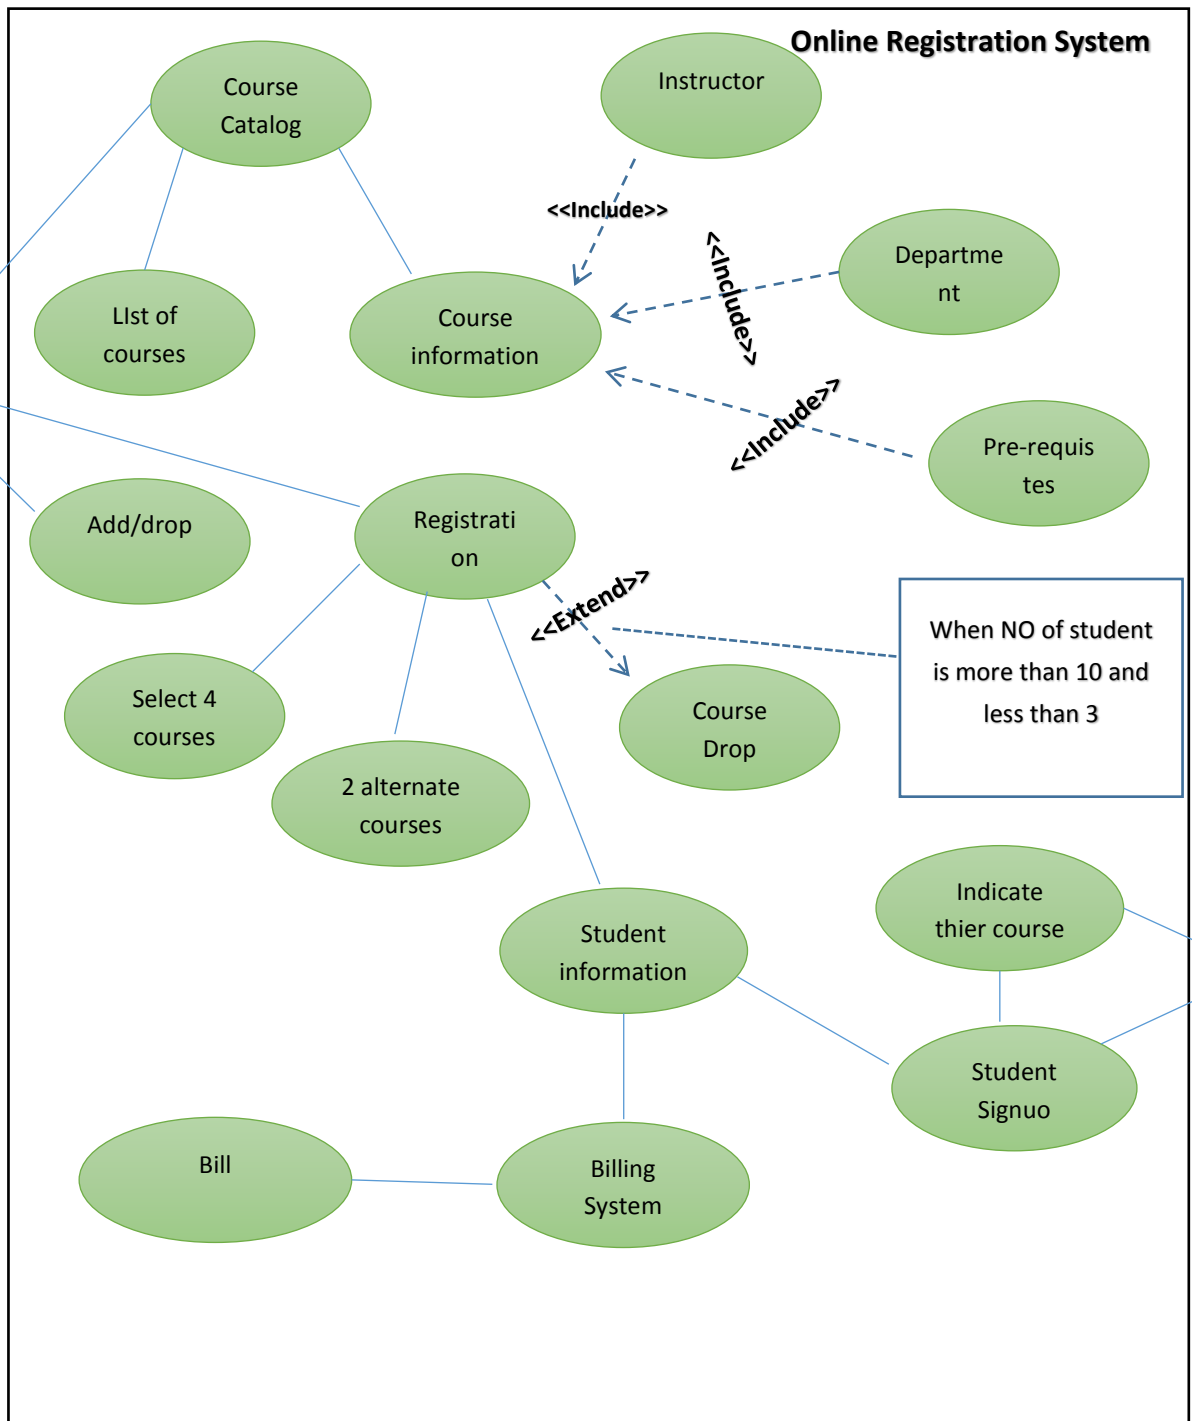 Online Registration System
Course
Catalog
Instructor
<<Include>>
<<Include>>
Departme
nt
LIst of
courses
Course
information
<<Include>>
Pre-requis
tes
Add/drop
Registrati
on
<<Extend>>
When NO of student
is more than 10 and
less than 3
Select 4
courses
Course
Drop
2 alternate
courses
Indicate
thier course
Student
information
Student
Signuo
Bill
Billing
System